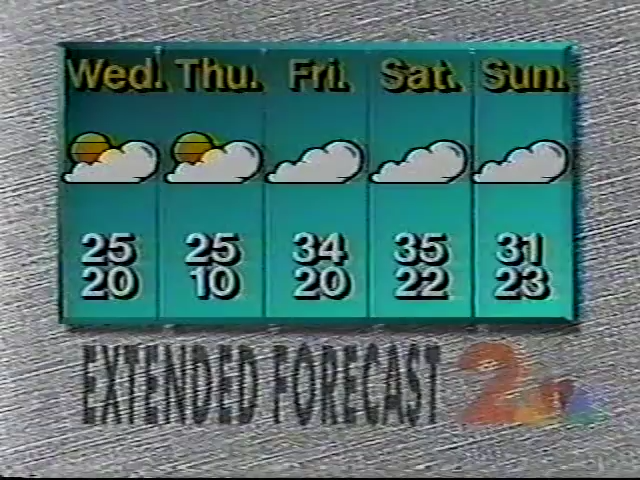 Wed. Thu. Fri. Sat. Sun.
25 25 34 35 31
20 10 20 22 23
EXTENDED FORECAST 2